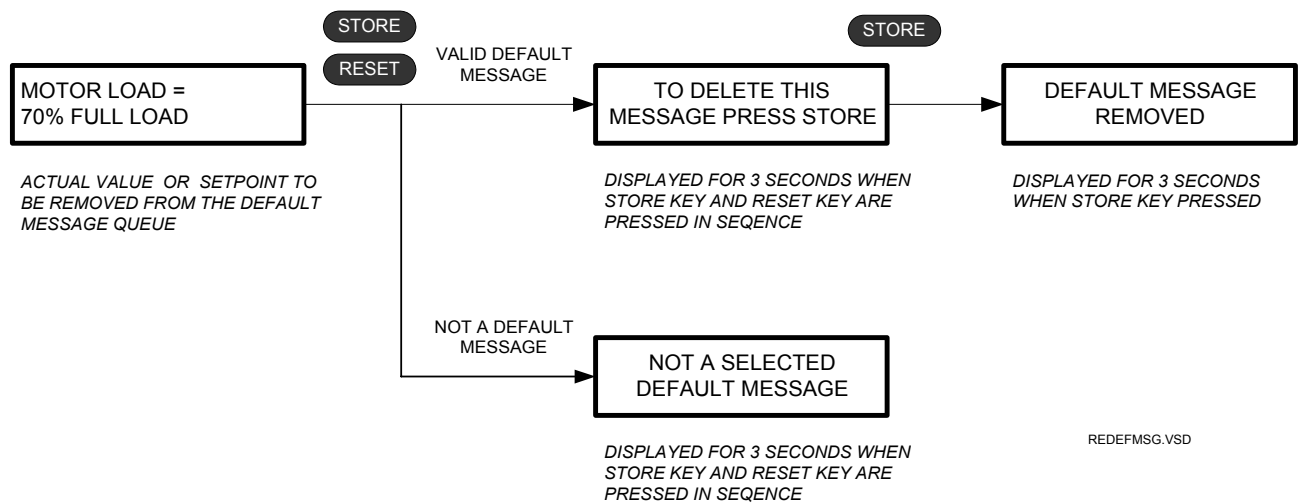 STORE
RESET
VALID DEFAULT
MESSAGE
STORE
MOTOR LOAD =
70% FULL LOAD
TO DELETE THIS
MESSAGE PRESS STORE
DEFAULT MESSAGE
REMOVED
ACTUAL VALUE OR SETPOINT TO
BE REMOVED FROM THE DEFAULT
MESSAGE QUEUE
DISPLAYED FOR 3 SECONDS WHEN
STORE KEY AND RESET KEY ARE
PRESSED IN SEQENCE
DISPLAYED FOR 3 SECONDS
WHEN STORE KEY PRESSED
NOT A DEFAULT
MESSAGE
NOT A SELECTED
DEFAULT MESSAGE
DISPLAYED FOR 3 SECONDS WHEN
STORE KEY AND RESET KEY ARE
PRESSED IN SEQENCE
REDEFMSG.VSD